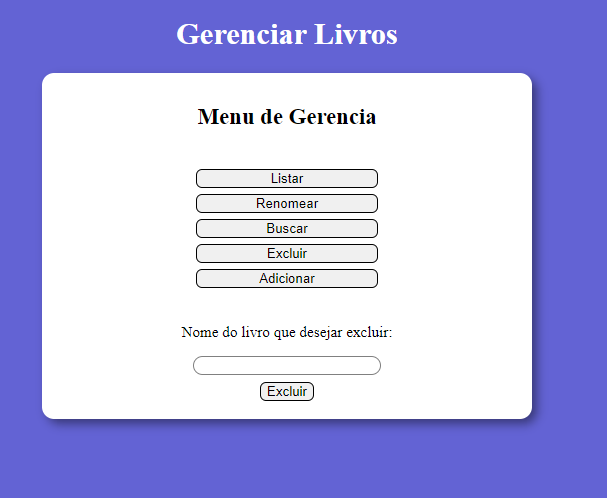 Gerenciar Livros
Menu de Gerencia
Listar
Renomear
Buscar
Excluir
Adicionar
Nome do livro que desejar excluir:
Excluir